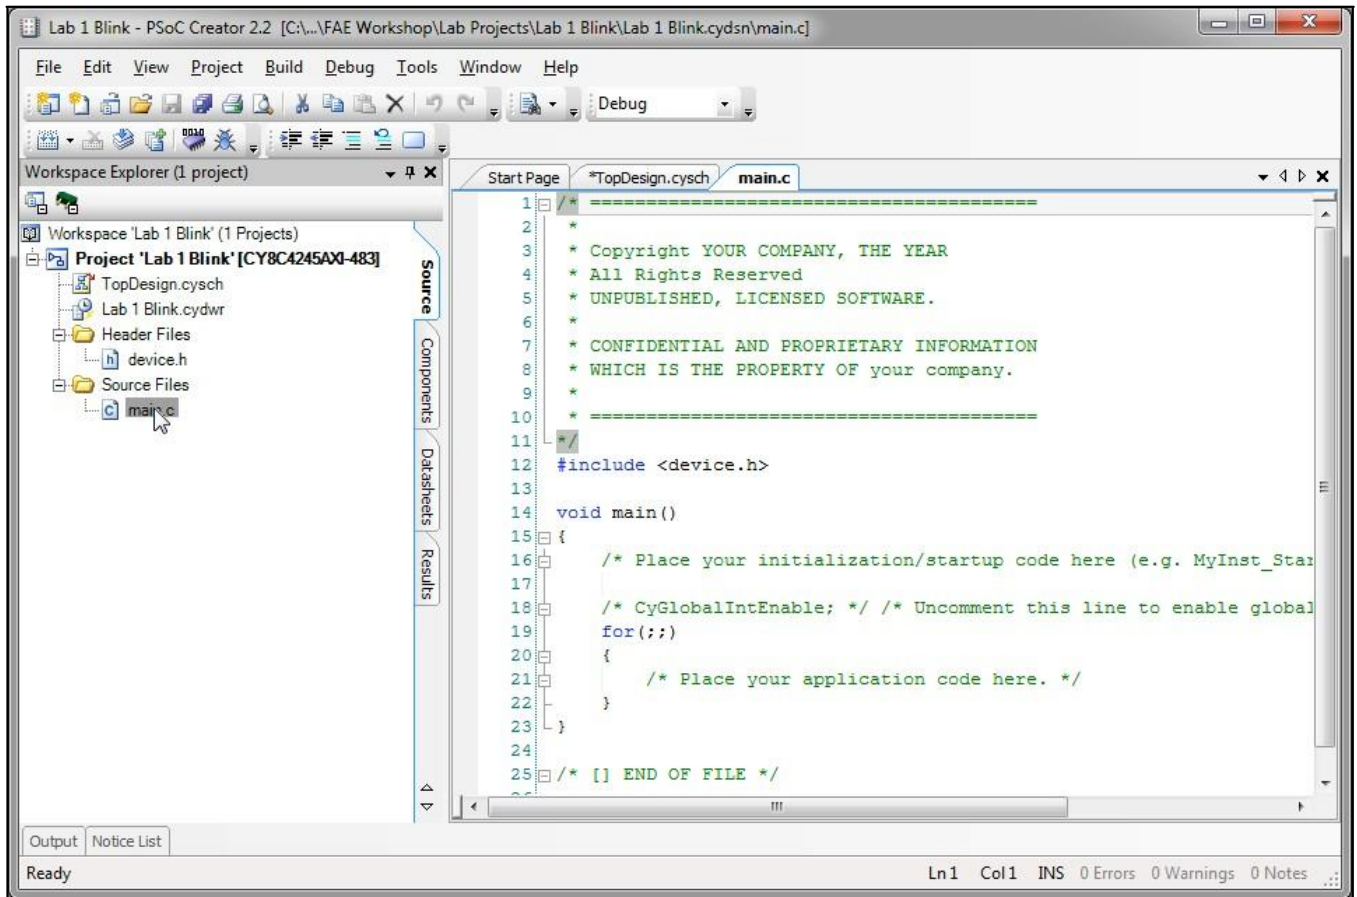 Lab 1 Blink - PSoC Creator 2.2 [C:\...\FAE Workshop\Lab Projects\Lab 1 Blink\Lab 1 Blink.cydsn\main.c]
File Edit View Project Build Debug Tools Window Help
Debug
Workspace Explorer (1 project)
Workspace 'Lab 1 Blink' (1 Projects)
Project 'Lab 1 Blink' [CY8C4245AXI-483]
TopDesign.cysch
Lab 1 Blink.cydwr
Header Files
device.h
Source Files
main.c
Source
Components
Datasheets
Results
Start Page *TopDesign.cysch main.c
1 /* ========================================
2 *
3 * Copyright YOUR COMPANY, THE YEAR
4 * All Rights Reserved
5 * UNPUBLISHED, LICENSED SOFTWARE.
6 *
7 * CONFIDENTIAL AND PROPRIETARY INFORMATION
8 * WHICH IS THE PROPERTY OF your company.
9 *
10 * ========================================
11 */
12 #include <device.h>
13
14 void main()
15 {
16 /* Place your initialization/startup code here (e.g. MyInst_Star
17
18 /* CyGlobalIntEnable; */ /* Uncomment this line to enable global
19 for(;;)
20 {
21 /* Place your application code here. */
22 }
23 }
24
25 /* [] END OF FILE */
Output Notice List
Ready Ln 1 Col 1 INS 0 Errors 0 Warnings 0 Notes